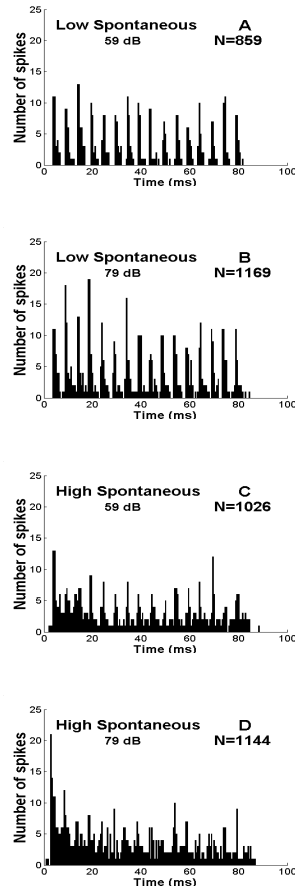 25
Low Spontaneous A
59 dB N=859
20
15
10
5
0
Number of spikes
0 20 40 60 80 100
Time (ms)
25
Low Spontaneous B
79 dB N=1169
20
15
10
5
0
Number of spikes
0 20 40 60 80 100
Time (ms)
25
High Spontaneous C
59 dB N=1026
20
15
10
5
0
Number of spikes
0 20 40 60 80 100
Time (ms)
25
High Spontaneous D
79 dB N=1144
20
15
10
5
0
Number of spikes
0 20 40 60 80 100
Time (ms)